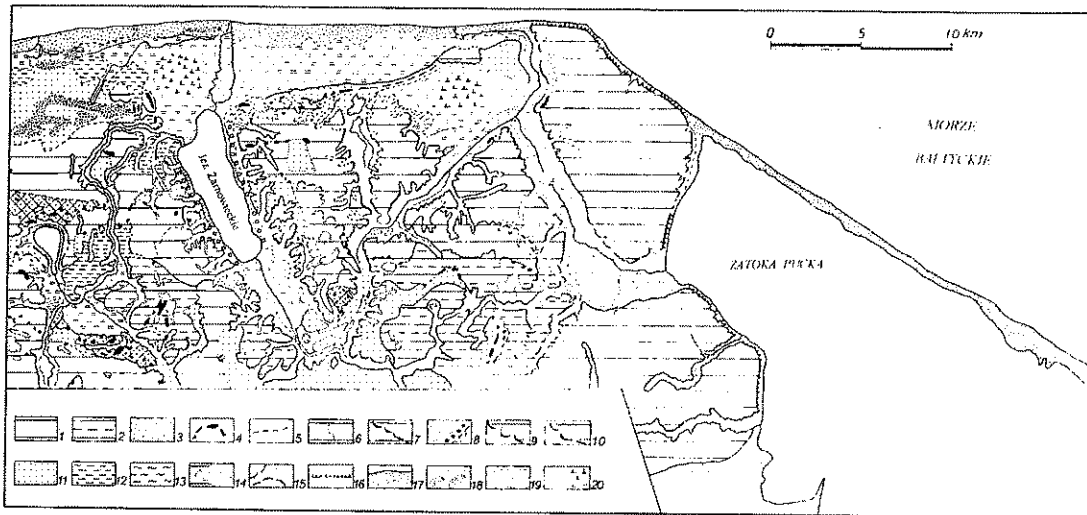 0 5 10 km
MORZE
BAŁTYCKIE
Jez. Żarnowieckie
ZATOKA PUCKA
1 2 3 4 5 6 7 8 9 10
11 12 13 14 15 16 17 18 19 20